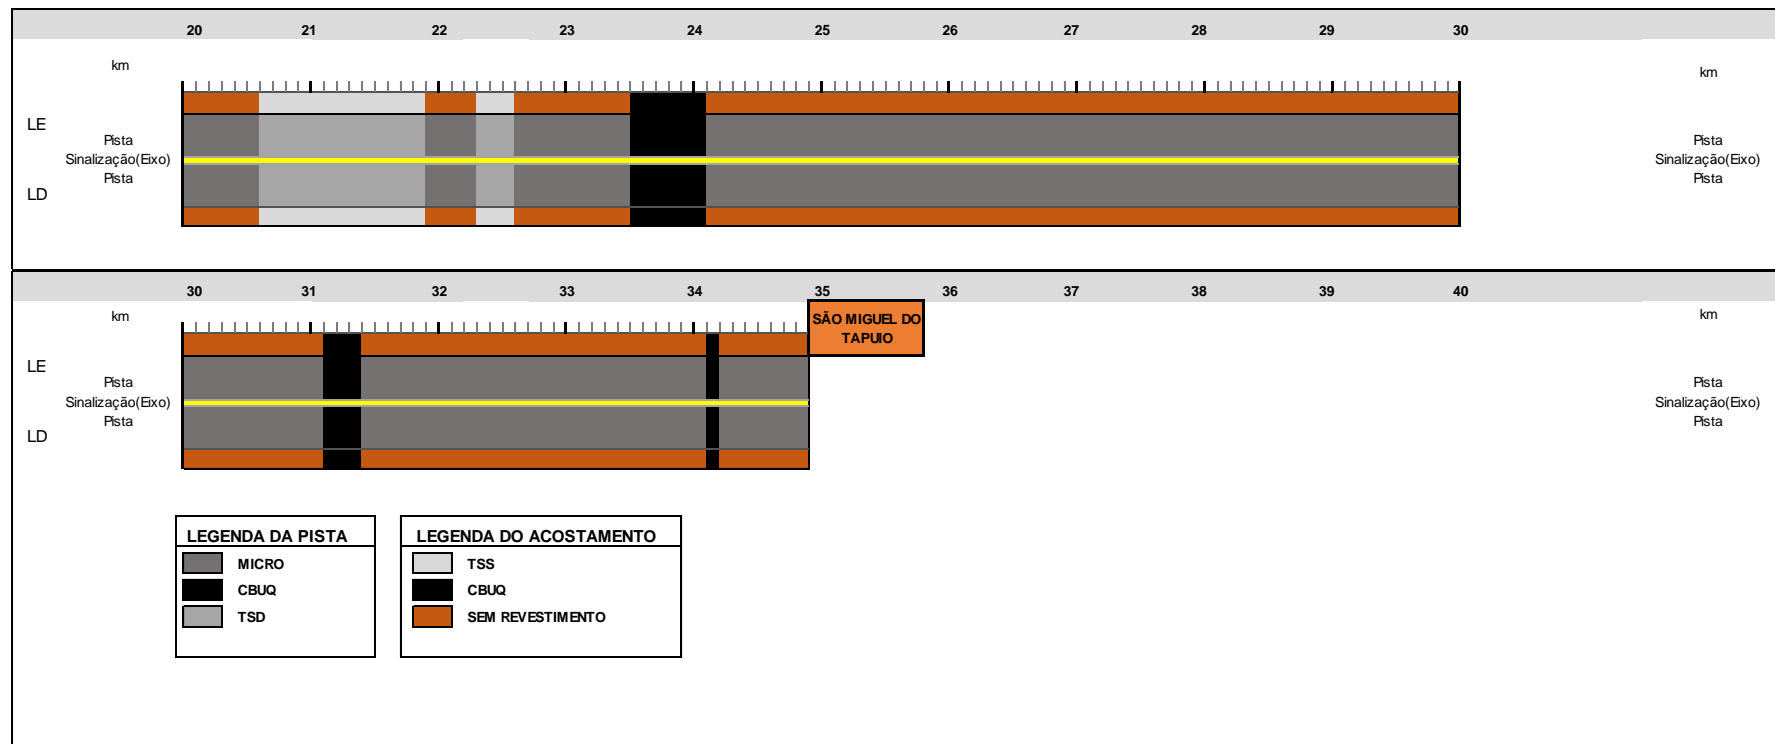 20 21 22 23 24 25 26 27 28 29 30
km km
LE
Pista Pista
Sinalização(Eixo) Sinalização(Eixo)
Pista Pista
LD
30 31 32 33 34 35 36 37 38 39 40
km km
SÃO MIGUEL DO
TAPUIO
LE
Pista Pista
Sinalização(Eixo) Sinalização(Eixo)
Pista Pista
LD
LEGENDA DA PISTA
MICRO
CBUQ
TSD
LEGENDA DO ACOSTAMENTO
TSS
CBUQ
SEM REVESTIMENTO